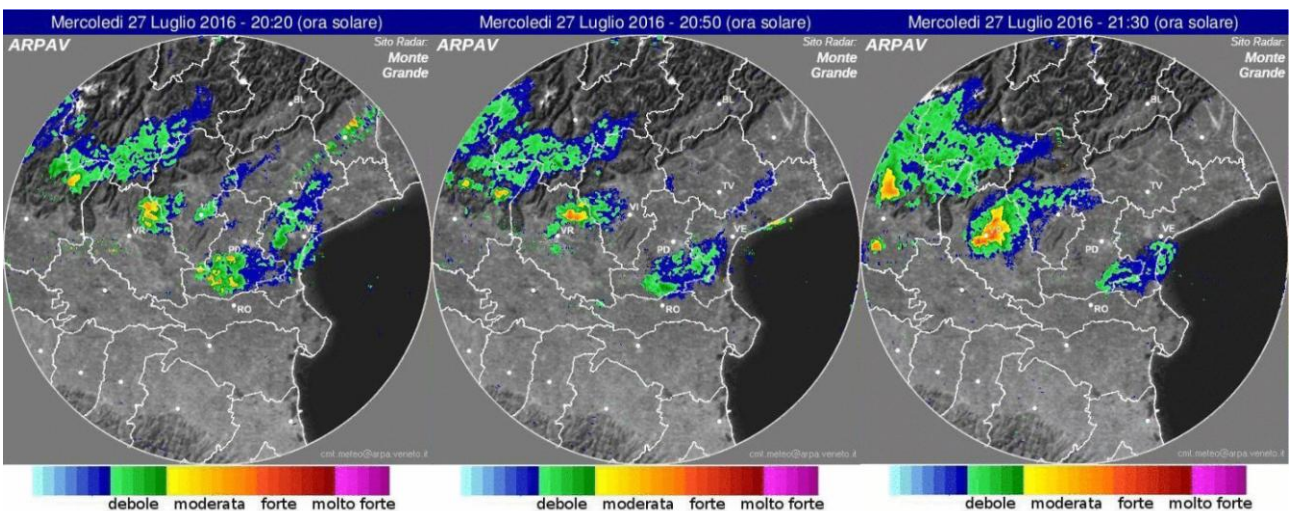 Mercoledi 27 Luglio 2016 - 20:20 (ora solare)
ARPAV
Sito Radar:
Monte
Grande
BL
TV
VR
VE
PD
RO
cmt.meteo@arpa.veneto.it
debole moderata forte molto forte
Mercoledi 27 Luglio 2016 - 20:50 (ora solare)
ARPAV
Sito Radar:
Monte
Grande
BL
TV
VI
VR
VE
PD
RO
cmt.meteo@arpa.veneto.it
debole moderata forte molto forte
Mercoledi 27 Luglio 2016 - 21:30 (ora solare)
ARPAV
Sito Radar:
Monte
Grande
BL
TV
VE
PD
RO
cmt.meteo@arpa.veneto.it
debole moderata forte molto forte